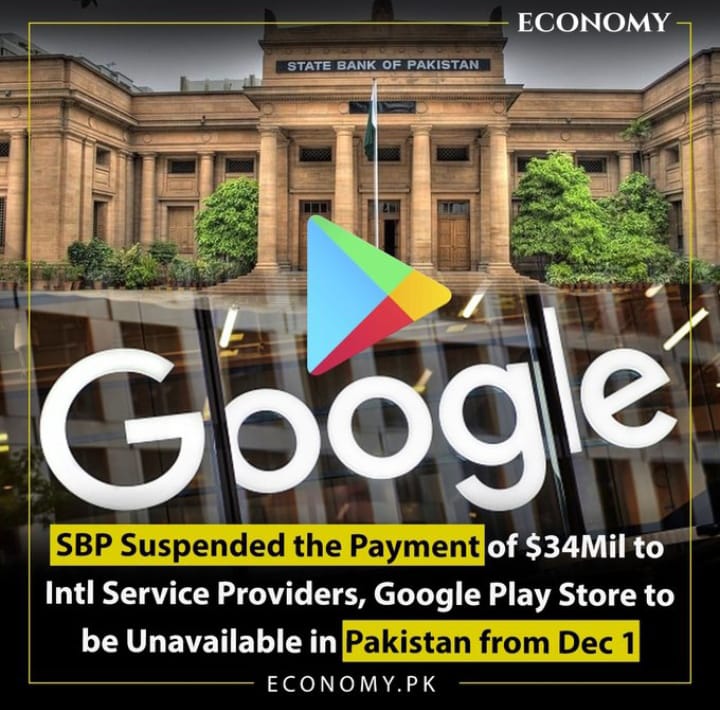 ECONOMY
STATE BANK OF PAKISTAN
Google
SBP Suspended the Payment of $34Mil to
Intl Service Providers, Google Play Store to
be Unavailable in Pakistan from Dec 1
ECONOMY.PK